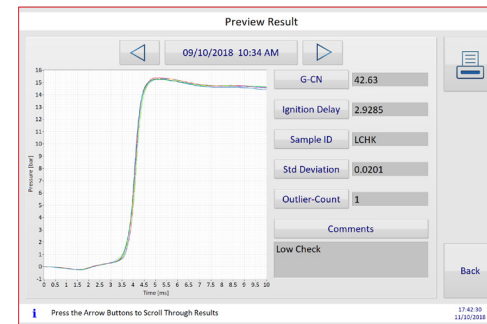 Preview Result
09/10/2018 10:34 AM
G-CN 42.63
Ignition Delay 2.9285
Sample ID LCHK
Std Deviation 0.0201
Outlier-Count 1
Comments
Low Check
Back
Pressure [bar]
16
15
14
13
12
11
10
9
8
7
6
5
4
3
2
1
0
-1
0 0.5 1 1.5 2 2.5 3 3.5 4 4.5 5 5.5 6 6.5 7 7.5 8 8.5 9 9.5 10
Time [ms]
i Press the Arrow Buttons to Scroll Through Results
17:42:30
11/10/2018